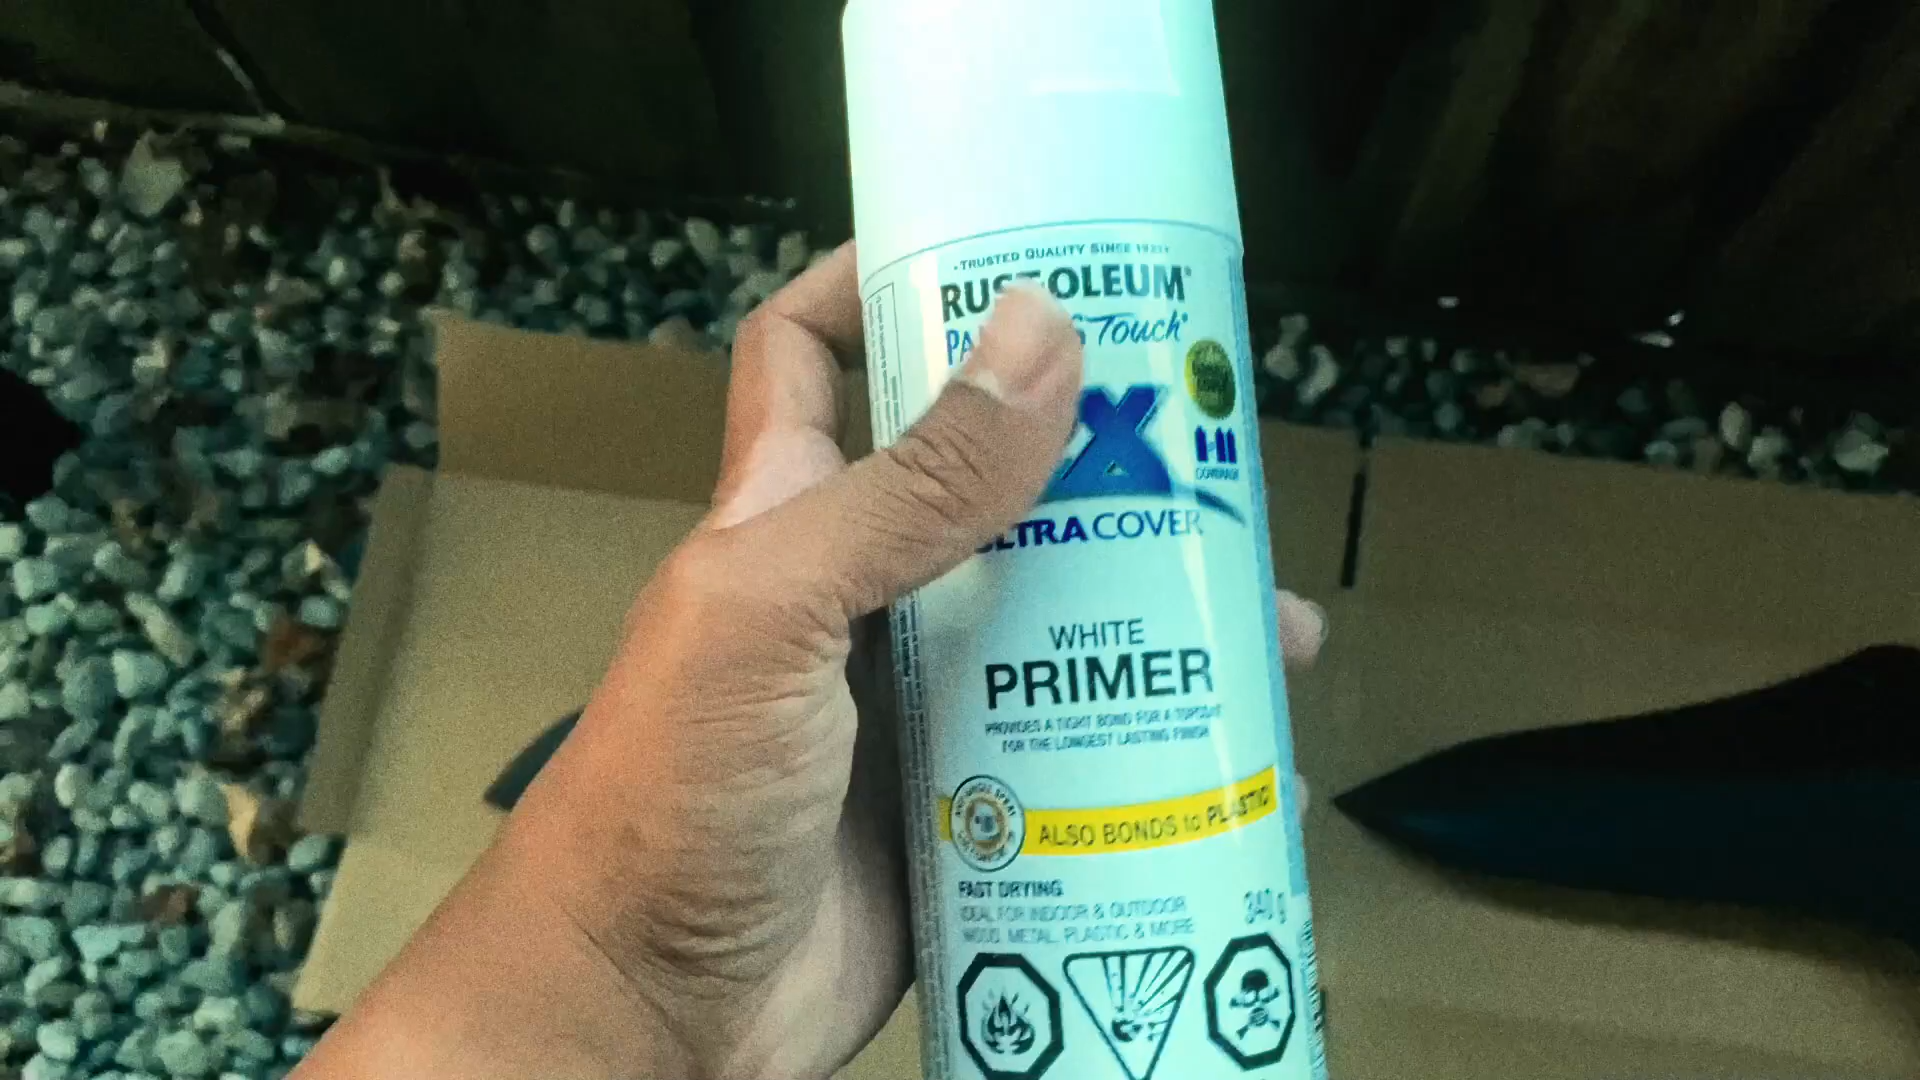 TRUSTED QUALITY SINCE 1921
RUST-OLEUM®
Touch®
X
ULTRA COVER
COVERAGE
WHITE
PRIMER
PROVIDES A TIGHT BOND FOR A TOPCOAT
FOR THE LONGEST LASTING FINISH
ALSO BONDS to PLASTIC!
FAST DRYING
IDEAL FOR INDOOR & OUTDOOR
WOOD, METAL, PLASTIC & MORE
340 g